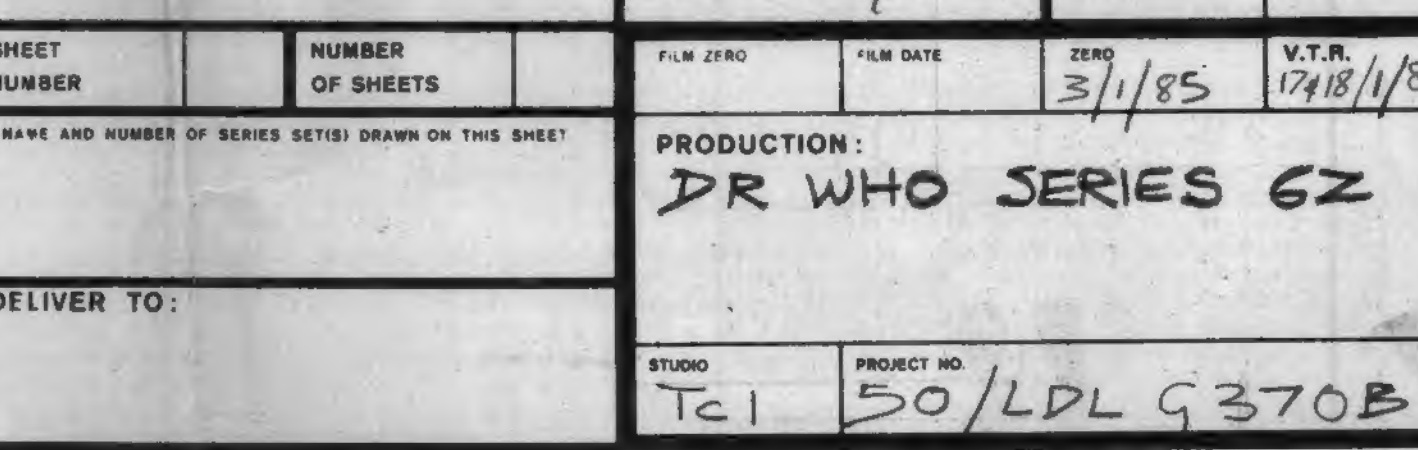 NUMBER
OF SHEETS
FILM ZERO
FILM DATE
ZERO
3/1/85
V.T.R.
17&18/1/8
NAME AND NUMBER OF SERIES SET(S) DRAWN ON THIS SHEET
PRODUCTION:
DR WHO SERIES 6Z
DELIVER TO:
STUDIO
TC1
PROJECT NO.
50/LDL G370B